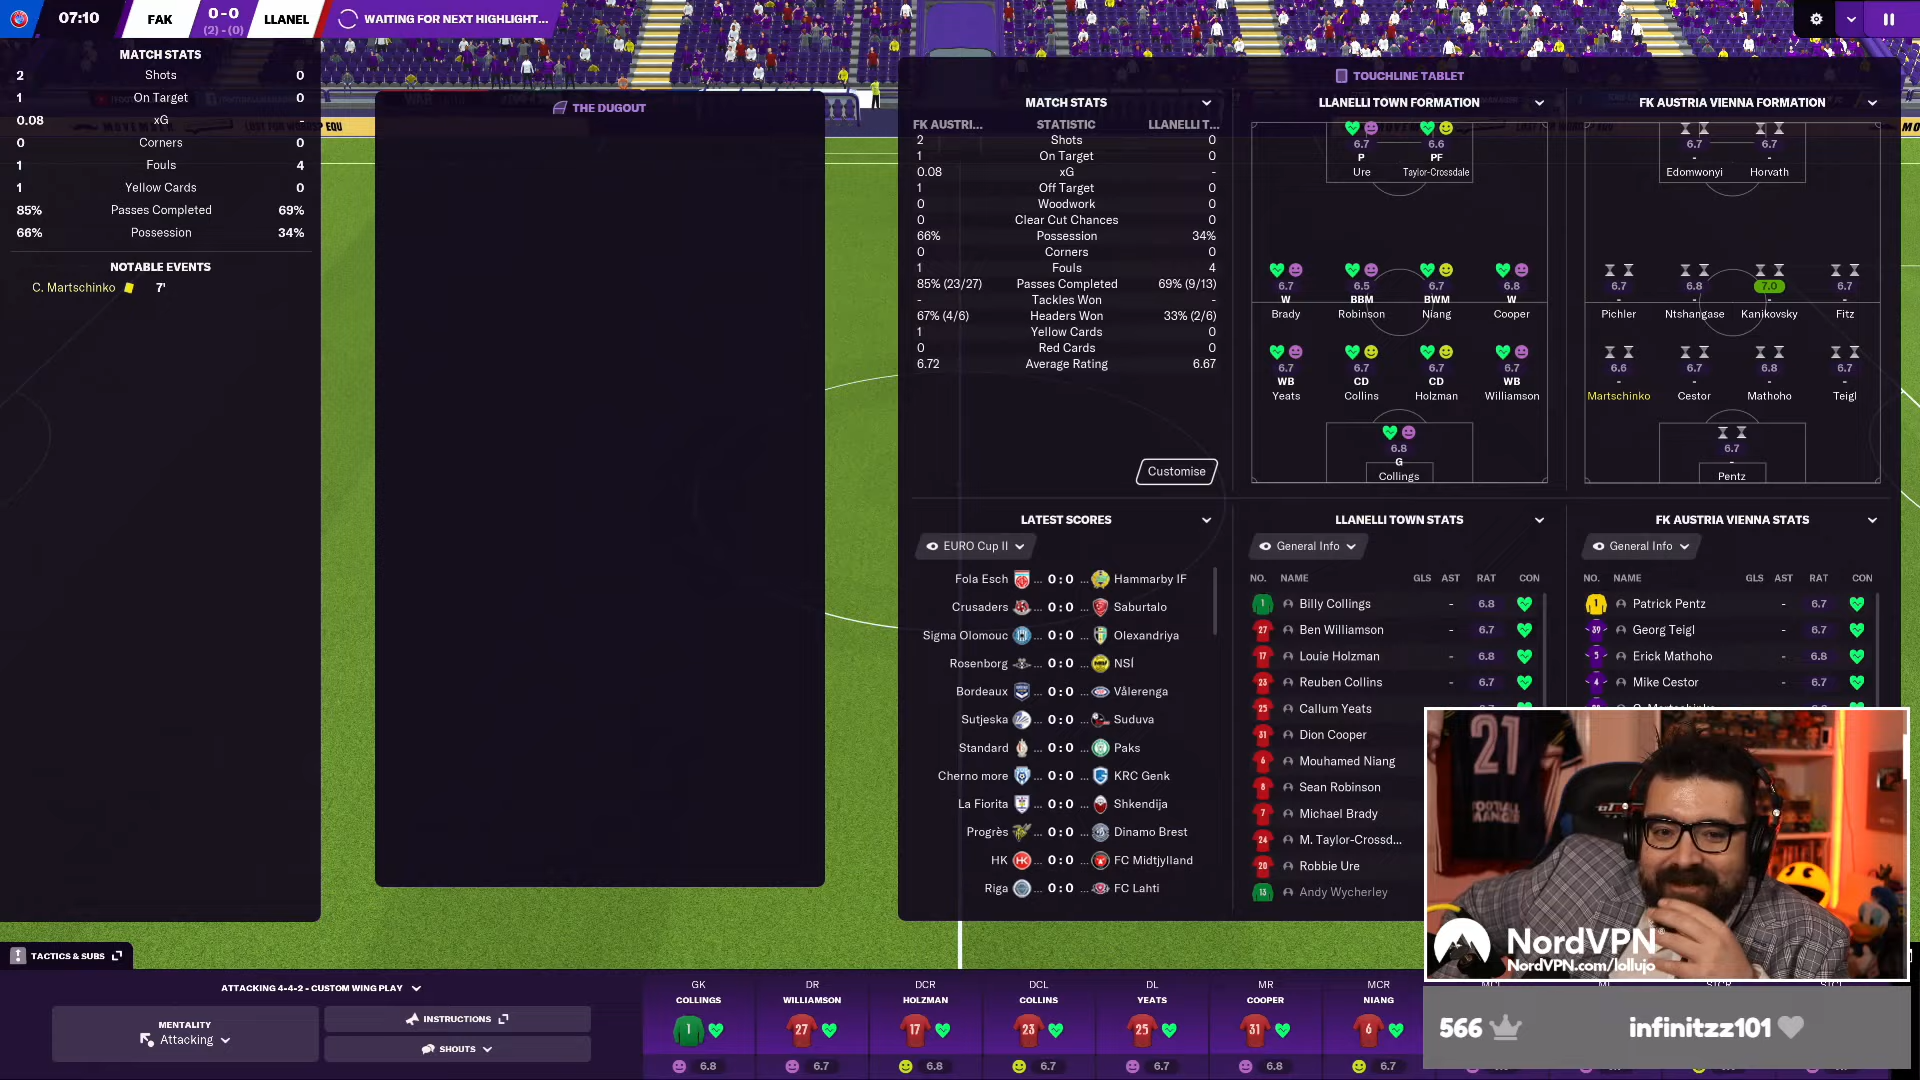 07:10 FAK 0-0 (2) - (0) LLANEL WAITING FOR NEXT HIGHLIGHT...
MATCH STATS
2 Shots 0
1 On Target 0
0.08 xG -
0 Corners 0
1 Fouls 4
1 Yellow Cards 0
85% Passes Completed 69%
66% Possession 34%
NOTABLE EVENTS
C. Martschinko 7'
THE DUGOUT
TOUCHLINE TABLET
MATCH STATS
FK AUSTRI... STATISTIC LLANELLI T...
2 Shots 0
1 On Target 0
0.08 xG -
1 Off Target 0
0 Woodwork 0
0 Clear Cut Chances 0
66% Possession 34%
0 Corners 0
1 Fouls 4
85% (23/27) Passes Completed 69% (9/13)
- Tackles Won -
67% (4/6) Headers Won 33% (2/6)
1 Yellow Cards 0
0 Red Cards 0
6.72 Average Rating 6.67
Customise
LLANELLI TOWN FORMATION
6.7 6.6
P PF
Ure Taylor-Crossdale
6.7 6.5 6.7 6.8
W BBM BWM W
Brady Robinson Niang Cooper
6.7 6.7 6.7 6.7
WB CD CD WB
Yeats Collins Holzman Williamson
6.8
G
Collings
FK AUSTRIA VIENNA FORMATION
6.7 6.7
- -
Edomwonyi Horvath
6.7 6.8 7.0 6.7
- - - -
Pichler Ntshangase Kanikovsky Fitz
6.6 6.7 6.8 6.7
- - - -
Martschinko Cestor Mathoho Teigl
6.7
-
Pentz
LATEST SCORES
EURO Cup II
Fola Esch ... 0 : 0 ... Hammarby IF
Crusaders ... 0 : 0 ... Saburtalo
Sigma Olomouc ... 0 : 0 ... Olexandriya
Rosenborg ... 0 : 0 ... NSÍ
Bordeaux ... 0 : 0 ... Vålerenga
Sutjeska ... 0 : 0 ... Suduva
Standard ... 0 : 0 ... Paks
Cherno more ... 0 : 0 ... KRC Genk
La Fiorita ... 0 : 0 ... Shkendija
Progrès ... 0 : 0 ... Dinamo Brest
HK HK ... 0 : 0 ... FC Midtjylland
Riga ... 0 : 0 ... FC Lahti
LLANELLI TOWN STATS
General Info
NO. NAME GLS AST RAT CON
1 Billy Collings - 6.8
27 Ben Williamson - 6.7
17 Louie Holzman - 6.8
23 Reuben Collins - 6.7
25 Callum Yeats
31 Dion Cooper
6 Mouhamed Niang
8 Sean Robinson
7 Michael Brady
24 M. Taylor-Crossd...
20 Robbie Ure
13 Andy Wycherley
FK AUSTRIA VIENNA STATS
General Info
NO. NAME GLS AST RAT CON
1 Patrick Pentz - 6.7
39 Georg Teigl - 6.7
5 Erick Mathoho - 6.8
4 Mike Cestor - 6.7
21
NordVPN
NordVPN.com/lollujo
566 infinitzz101
TACTICS & SUBS
ATTACKING 4-4-2 - CUSTOM WING PLAY
MENTALITY
Attacking
INSTRUCTIONS
SHOUTS
GK DR DCR DCL DL MR MCR
COLLINGS WILLIAMSON HOLZMAN COLLINS YEATS COOPER NIANG
1 27 17 23 25 31 6
6.8 6.7 6.8 6.7 6.7 6.8 6.7